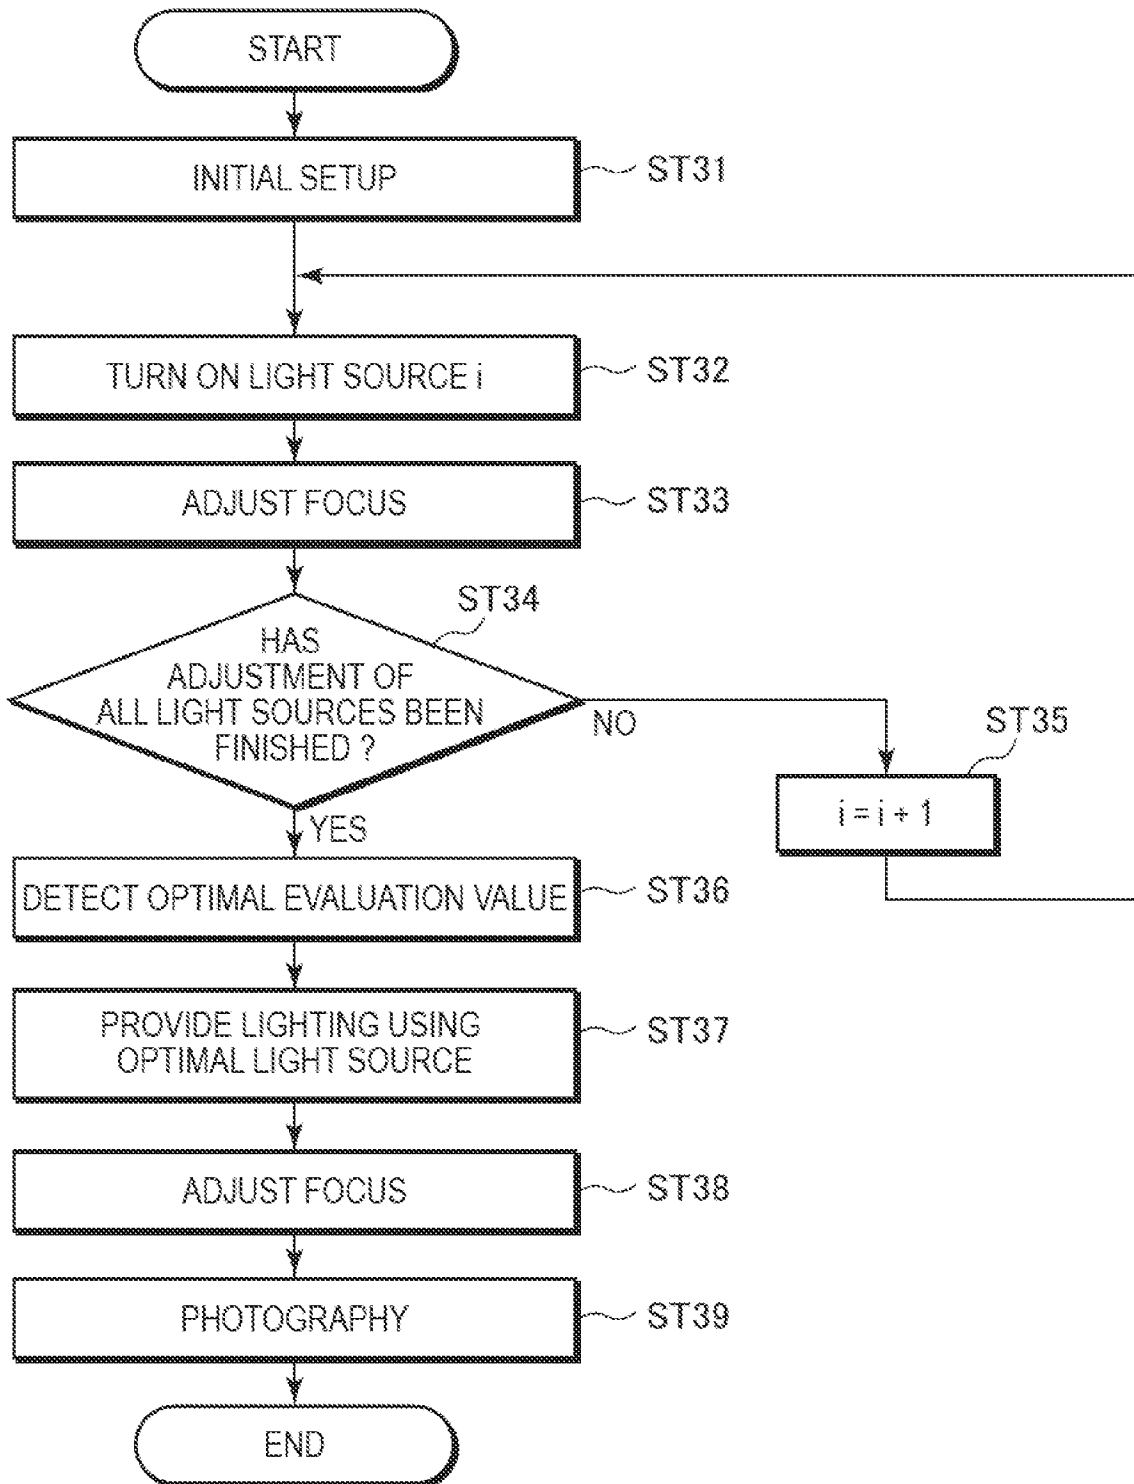 START
INITIAL SETUP
ST31
TURN ON LIGHT SOURCE i
ST32
ADJUST FOCUS
ST33
ST34
HAS
ADJUSTMENT OF
ALL LIGHT SOURCES BEEN
FINISHED ?
NO
ST35
i = i + 1
YES
DETECT OPTIMAL EVALUATION VALUE
ST36
PROVIDE LIGHTING USING
OPTIMAL LIGHT SOURCE
ST37
ADJUST FOCUS
ST38
PHOTOGRAPHY
ST39
END